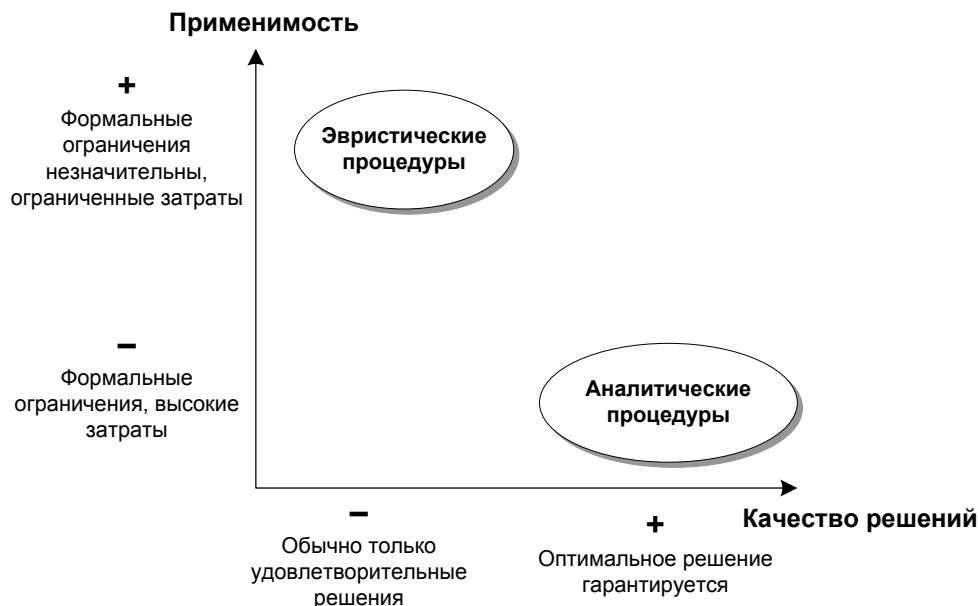 Применимость
+
Формальные
ограничения
незначительны,
ограниченные затраты
Эвристические
процедуры
–
Формальные
ограничения, высокие
затраты
Аналитические
процедуры
–
Обычно только
удовлетворительные
решения
+
Оптимальное решение
гарантируется
Качество решений